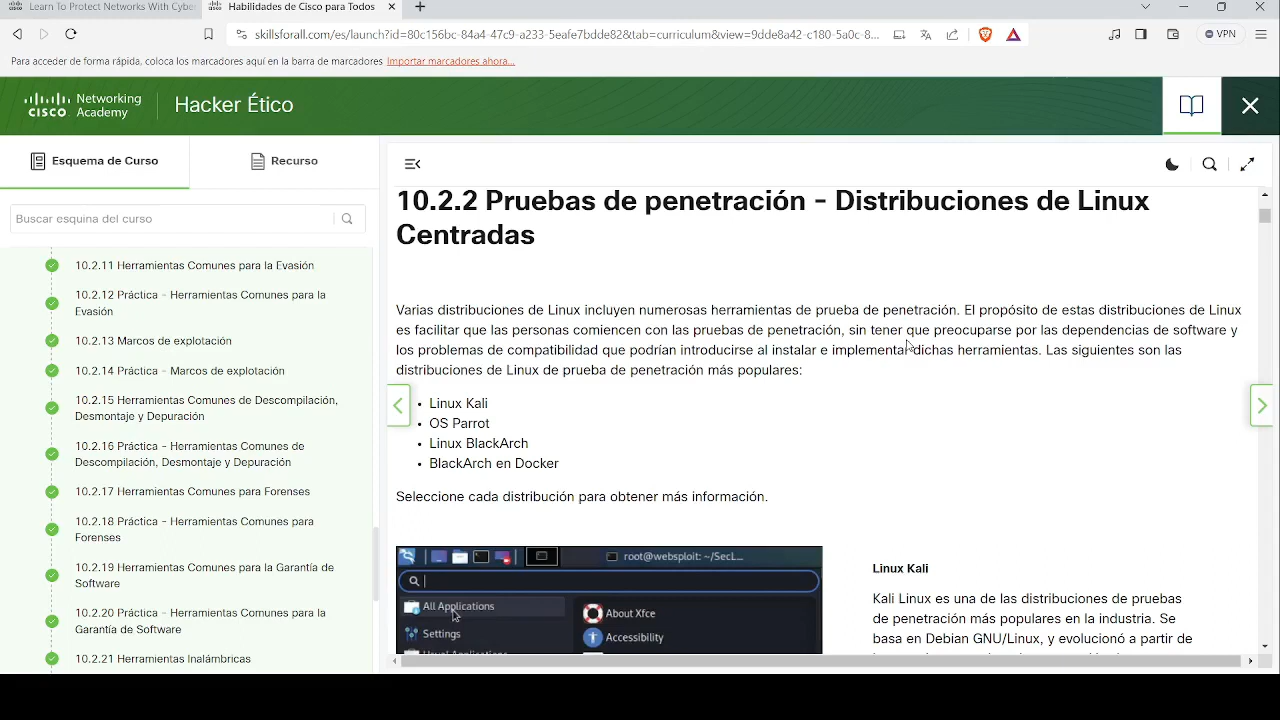 Learn To Protect Networks With Cyber
Habilidades de Cisco para Todos
skillsforall.com/es/launch?id=80c156bc-84a4-47c9-a233-5eafe7bdde82&tab=curriculum&view=9dde8a42-c180-5a0c-8...
VPN
Para acceder de forma rápida, coloca los marcadores aquí en la barra de marcadores Importar marcadores ahora...
cisco Networking Academy
Hacker Ético
Esquema de Curso
Recurso
Buscar esquina del curso
10.2.11 Herramientas Comunes para la Evasión
10.2.12 Práctica - Herramientas Comunes para la
Evasión
10.2.13 Marcos de explotación
10.2.14 Práctica - Marcos de explotación
10.2.15 Herramientas Comunes de Descompilación,
Desmontaje y Depuración
10.2.16 Práctica - Herramientas Comunes de
Descompilación, Desmontaje y Depuración
10.2.17 Herramientas Comunes para Forenses
10.2.18 Práctica - Herramientas Comunes para
Forenses
10.2.19 Herramientas Comunes para la Garantía de
Software
10.2.20 Práctica - Herramientas Comunes para la
Garantía de Software
10.2.21 Herramientas Inalámbricas
10.2.2 Pruebas de penetración - Distribuciones de Linux
Centradas
Varias distribuciones de Linux incluyen numerosas herramientas de prueba de penetración. El propósito de estas distribuciones de Linux
es facilitar que las personas comiencen con las pruebas de penetración, sin tener que preocuparse por las dependencias de software y
los problemas de compatibilidad que podrían introducirse al instalar e implementar dichas herramientas. Las siguientes son las
distribuciones de Linux de prueba de penetración más populares:
• Linux Kali
• OS Parrot
• Linux BlackArch
• BlackArch en Docker
Seleccione cada distribución para obtener más información.
root@websploit: ~/SecL...
All Applications
Settings
Usual Applications
About Xfce
Accessibility
Linux Kali
Kali Linux es una de las distribuciones de pruebas
de penetración más populares en la industria. Se
basa en Debian GNU/Linux, y evolucionó a partir de